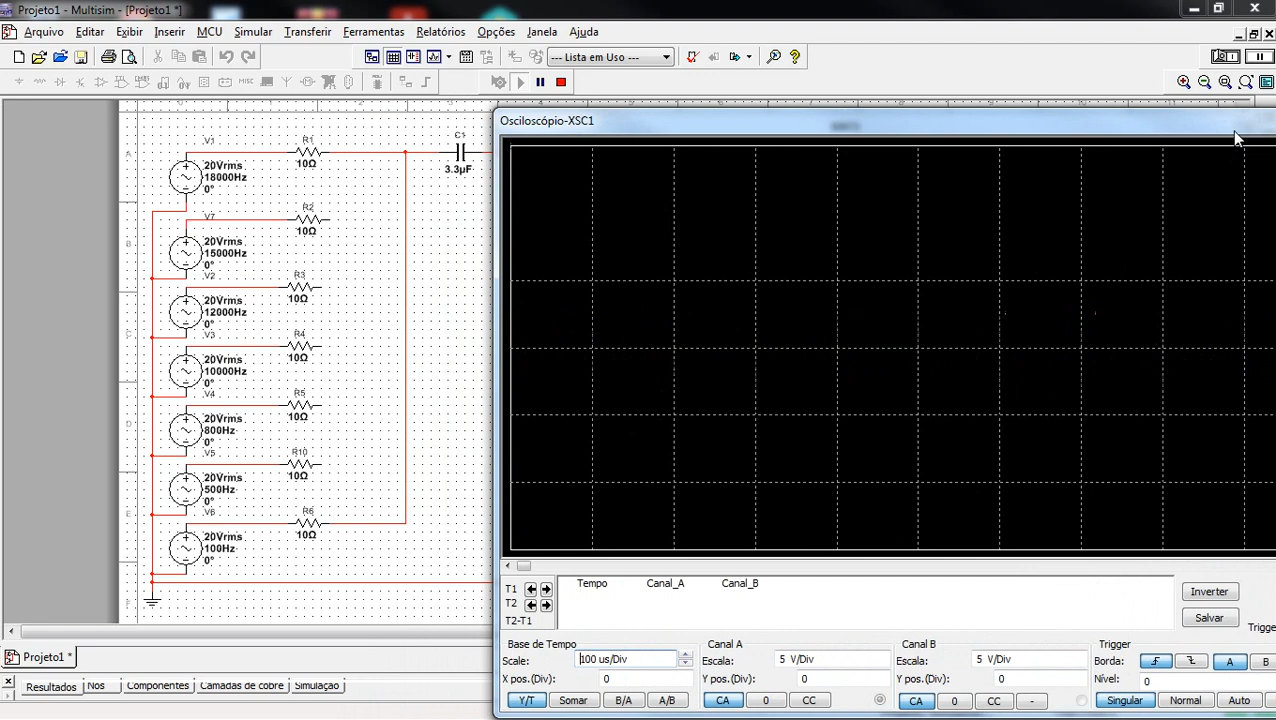 Projeto1 - Multisim - [Projeto1 *]
Arquivo Editar Exibir Inserir MCU Simular Transferir Ferramentas Relatórios Opções Janela Ajuda
--- Lista em Uso ---
Osciloscópio-XSC1
V1
20Vrms
18000Hz
0°
R1
10Ω
C1
3.3µF
V7
20Vrms
15000Hz
0°
R2
10Ω
V2
20Vrms
12000Hz
0°
R3
10Ω
V3
20Vrms
10000Hz
0°
R4
10Ω
V4
20Vrms
800Hz
0°
R5
10Ω
V5
20Vrms
500Hz
0°
R10
10Ω
V6
20Vrms
100Hz
0°
R6
10Ω
Tempo Canal_A Canal_B
T1
T2
T2-T1
Inverter
Salvar
Base de Tempo
Scale: 100 us/Div
X pos.(Div): 0
Y/T Somar B/A A/B
Canal A
Escala: 5 V/Div
Y pos.(Div): 0
CA 0 CC
Canal B
Escala: 5 V/Div
Y pos.(Div): 0
CA 0 CC -
Trigger
Borda: A B
Nível: 0
Singular Normal Auto
Projeto1 *
Resultados Nós Componentes Camadas de cobre Simulação